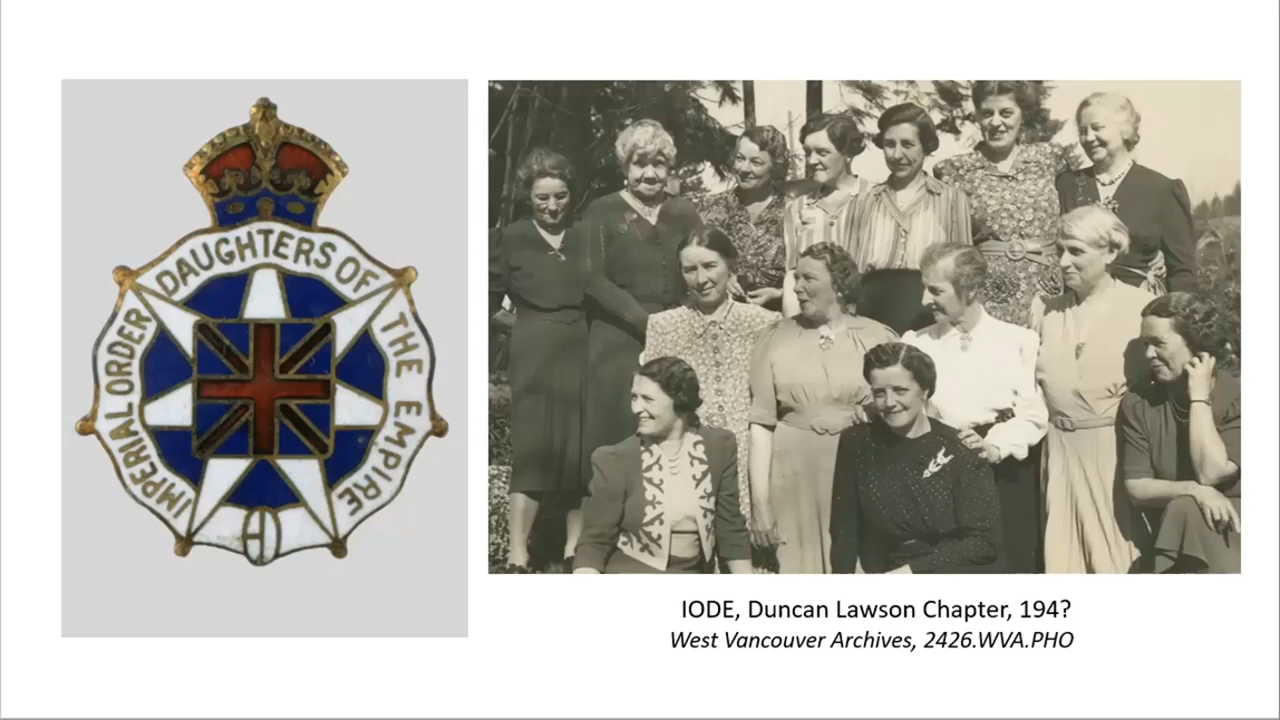 IMPERIAL ORDER DAUGHTERS OF THE EMPIRE
IODE, Duncan Lawson Chapter, 194?
West Vancouver Archives, 2426.WVA.PHO